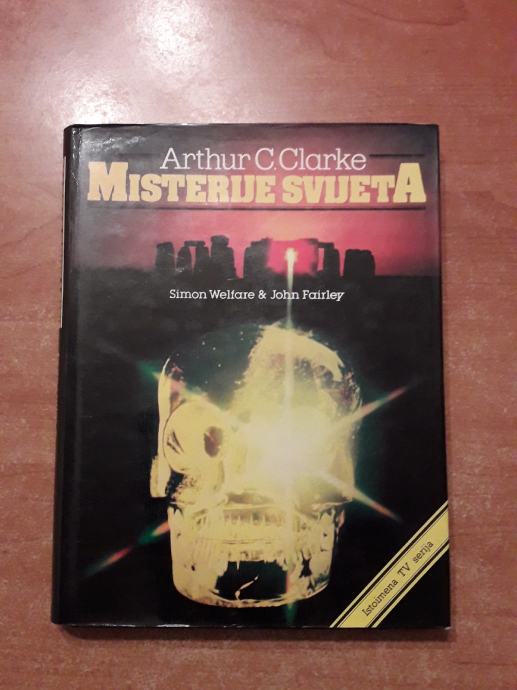 Arthur C. Clarke
MISTERIJE SVIJETA
Simon Welfare & John Fairley
Istoimena TV serija